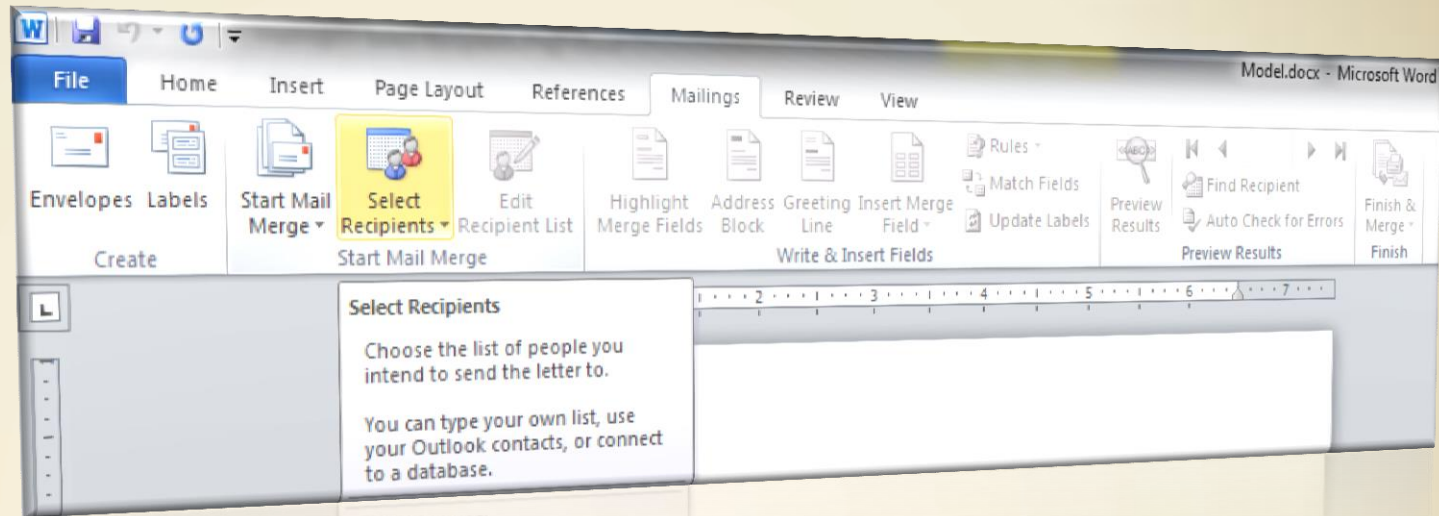 W
Model.docx - Microsoft Word
File Home Insert Page Layout References Mailings Review View
Envelopes Labels Start Mail Merge Select Recipients Edit Recipient List Highlight Merge Fields Address Block Greeting Line Insert Merge Field Rules Match Fields Update Labels «ABC» Preview Results Find Recipient Auto Check for Errors Finish & Merge
Create Start Mail Merge Write & Insert Fields Preview Results Finish
L
2 3 4 5 6 7
Select Recipients
Choose the list of people you
intend to send the letter to.
You can type your own list, use
your Outlook contacts, or connect
to a database.